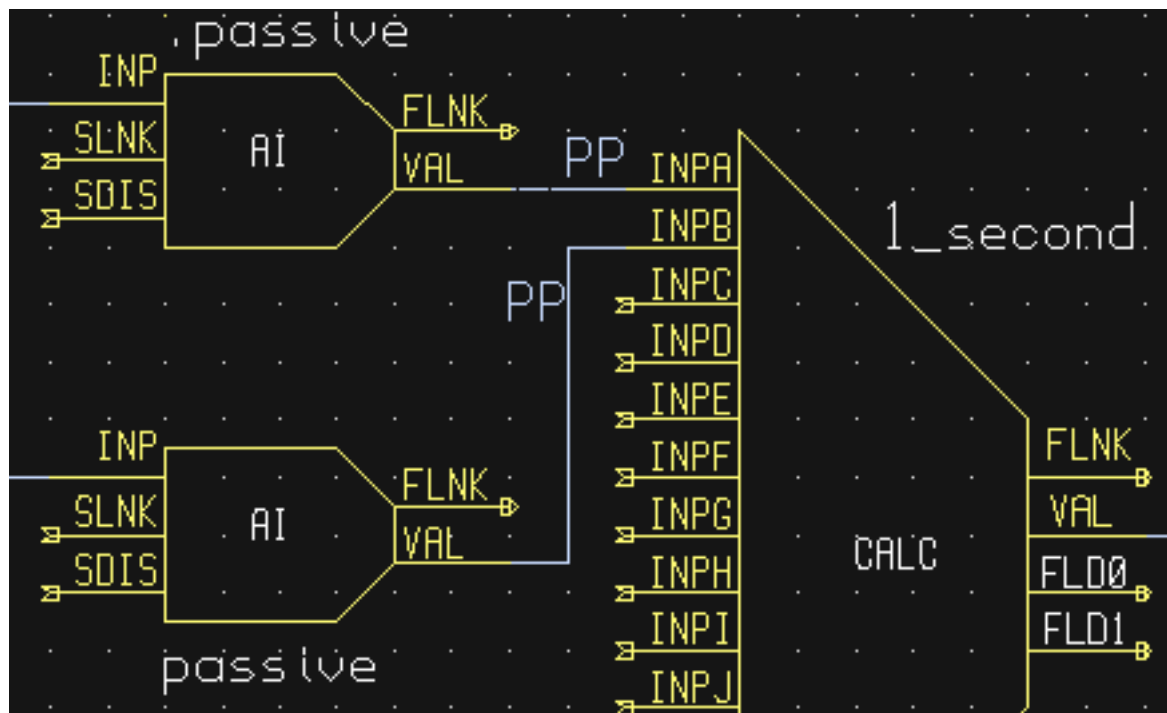 .passive
INP
SLNK
SDIS
AI
FLNK
VAL
PP
INPA
INPB
INPC
INPD
INPE
INPF
INPG
INPH
INPI
INPJ
1_second
PP
CALC
FLNK
VAL
FLD0
FLD1
INP
SLNK
SDIS
AI
FLNK
VAL
passive